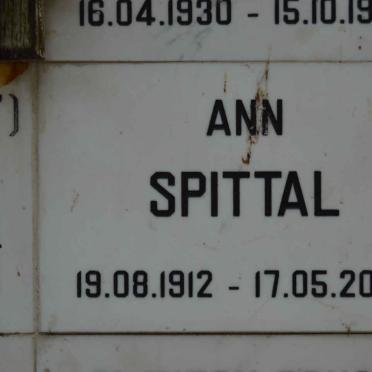 16.04.1930 - 15.10.19
ANN
SPITTAL
19.08.1912 - 17.05.20